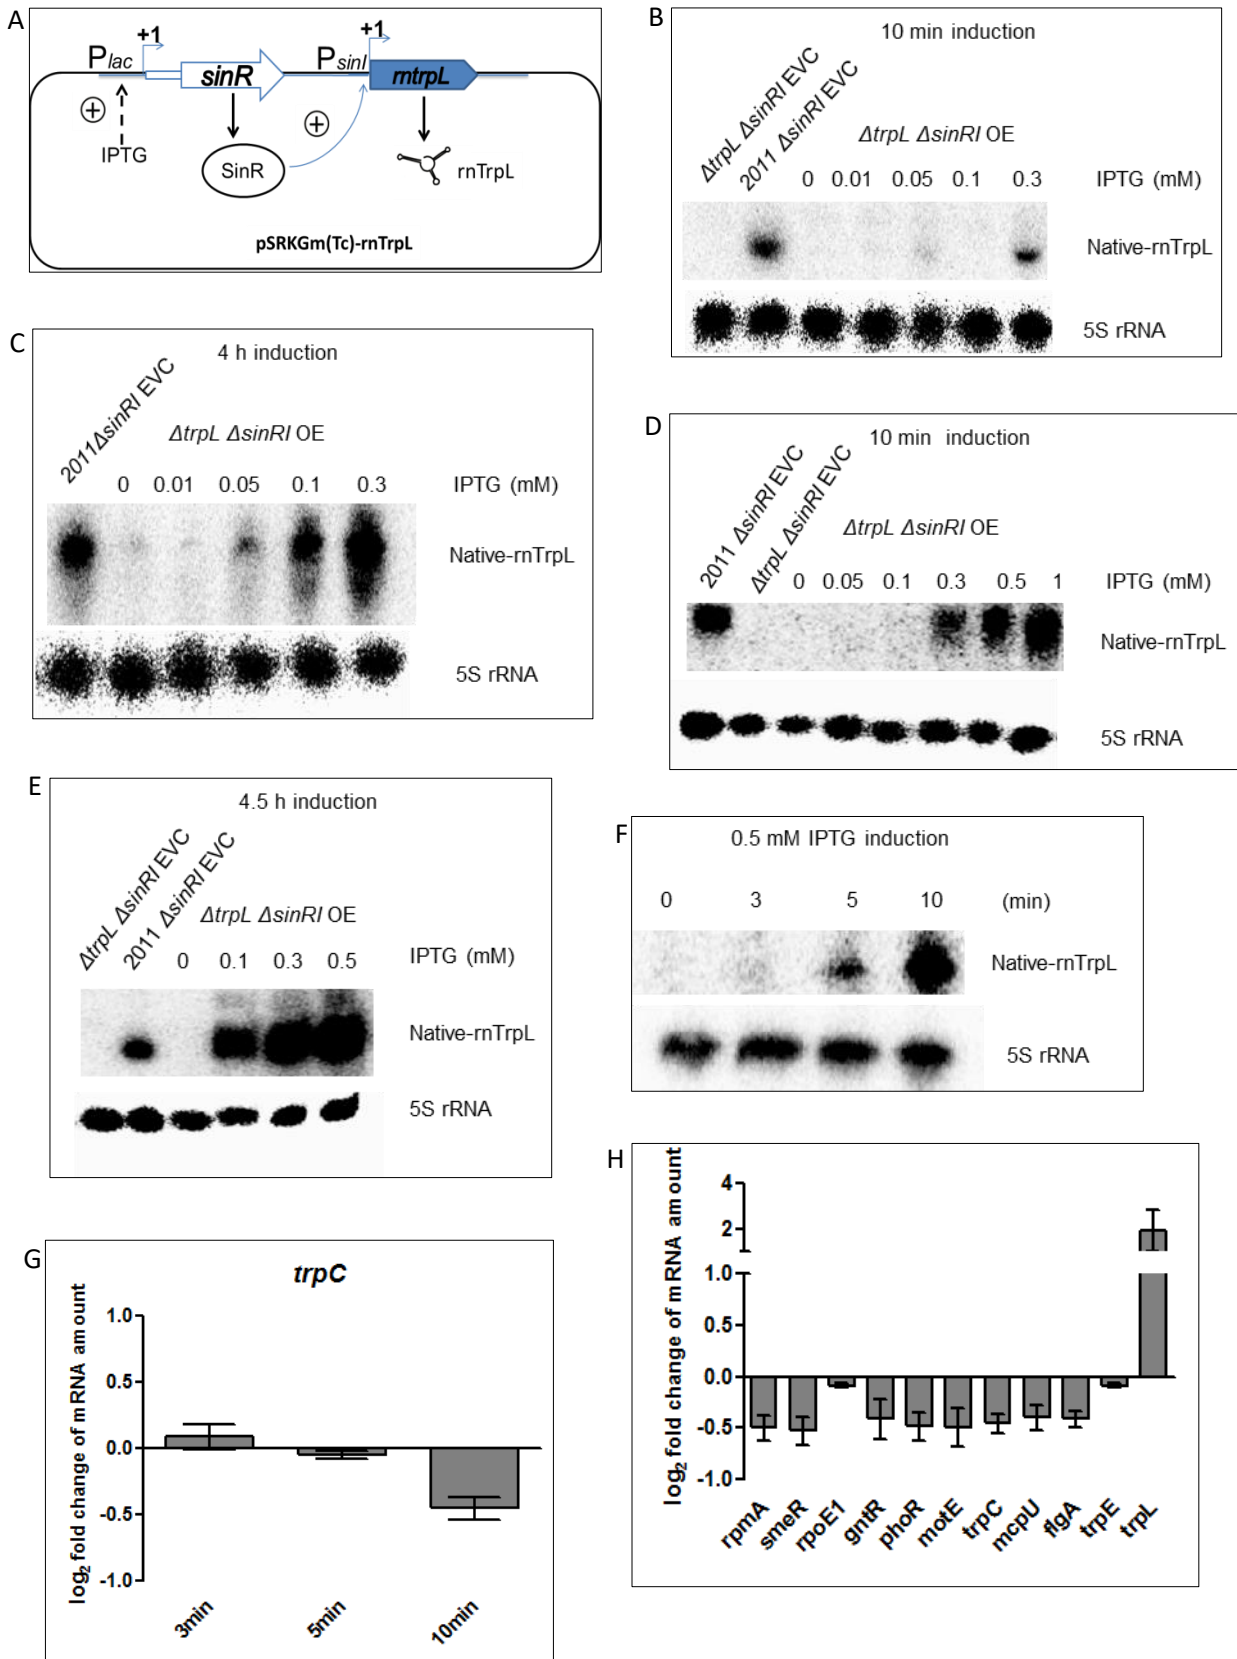 A
+1
+1
Plac
PsinI
sinR
rntrpL
+
+
IPTG
SinR
rnTrpL
pSRKGm(Tc)-rnTrpL
B
10 min induction
ΔtrpL ΔsinRI EVC
2011 ΔsinRI EVC
ΔtrpL ΔsinRI OE
0 0.01 0.05 0.1 0.3 IPTG (mM)
Native-rnTrpL
5S rRNA
C
4 h induction
2011ΔsinRI EVC
ΔtrpL ΔsinRI OE
0 0.01 0.05 0.1 0.3 IPTG (mM)
Native-rnTrpL
5S rRNA
D
10 min induction
2011 ΔsinRI EVC
ΔtrpL ΔsinRI EVC
ΔtrpL ΔsinRI OE
0 0.05 0.1 0.3 0.5 1 IPTG (mM)
Native-rnTrpL
5S rRNA
E
4.5 h induction
ΔtrpL ΔsinRI EVC
2011 ΔsinRI EVC
ΔtrpL ΔsinRI OE
0 0.1 0.3 0.5 IPTG (mM)
Native-rnTrpL
5S rRNA
F
0.5 mM IPTG induction
0 3 5 10 (min)
Native-rnTrpL
5S rRNA
G
trpC
log2 fold change of mRNA amount
1.0
0.5
0.0
-0.5
-1.0
3min
5min
10min
H
log2 fold change of mRNA amount
4
2
1.0
0.5
0.0
-0.5
-1.0
rpmA
smeR
rpoE1
gntR
phoR
motE
trpC
mcpU
flgA
trpE
trpL